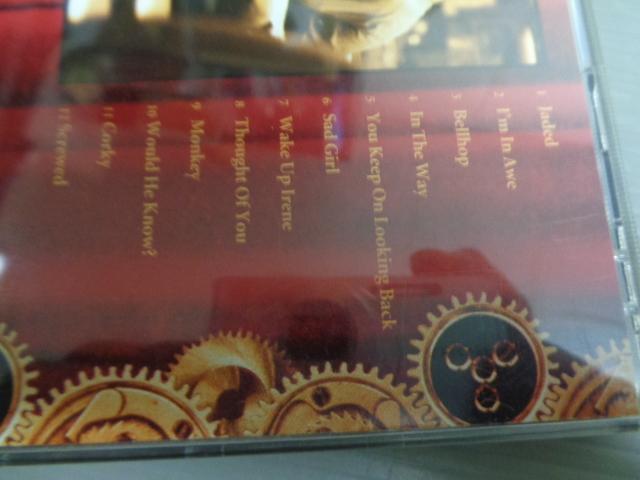 1 Jaded
2 I'm In Awe
3 Bellhop
4 In The Way
5 You Keep On Looking Back
6 Sad Girl
7 Wake Up Irene
8 Thought Of You
9 Monkey
10 Would He Know?
11 Corky
12 Screwed